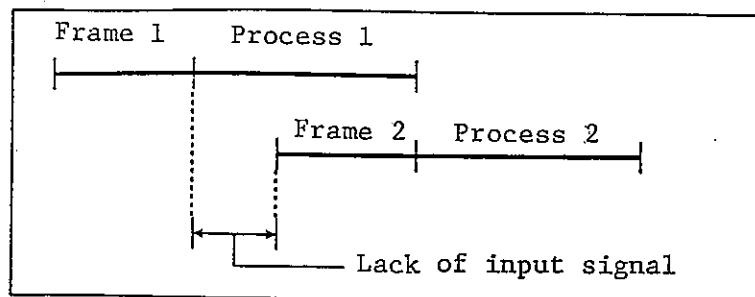 Frame 1 Process 1
Frame 2 Process 2
Lack of input signal